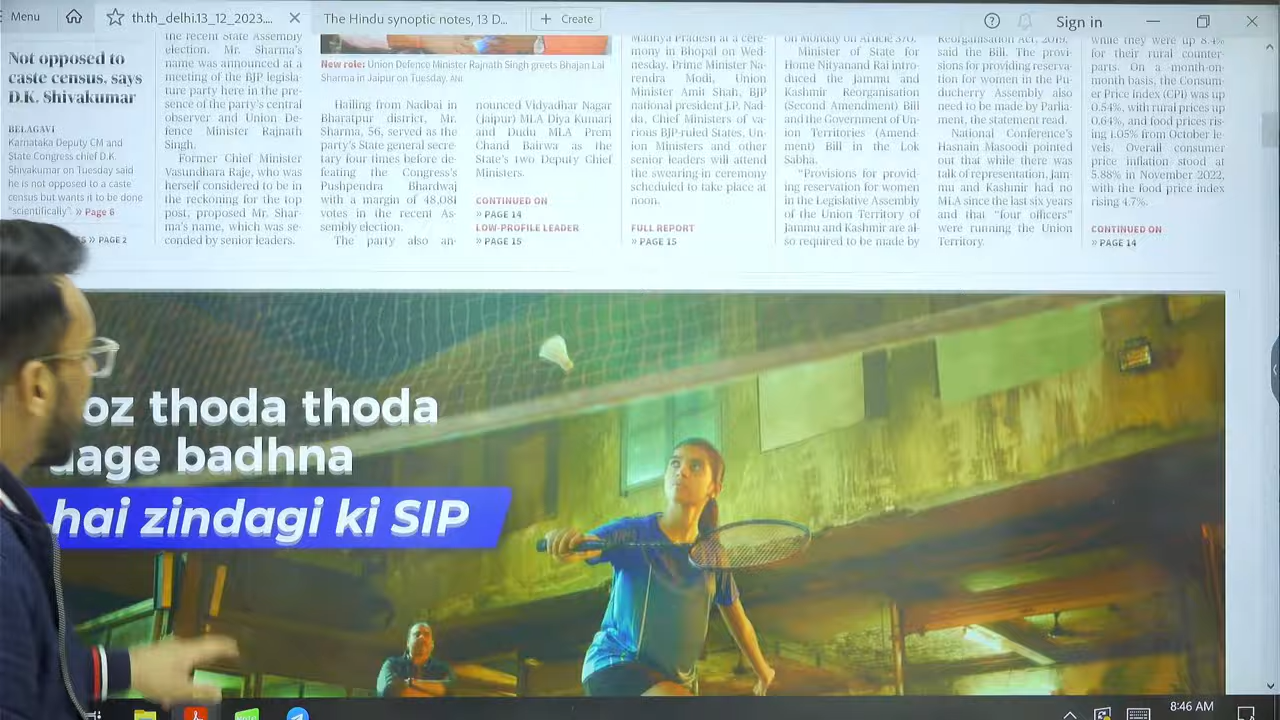 Menu
th.th_delhi.13_12_2023....
The Hindu synoptic notes, 13 D...
+ Create
Sign in
Not opposed to
caste census, says
D.K. Shivakumar
BELAGAVI
Karnataka Deputy CM and
State Congress chief D.K.
Shivakumar on Tuesday said
he is not opposed to a caste
census but wants it to be done
"scientifically". » Page 6
» PAGE 2
the recent State Assembly
election. Mr. Sharma's
name was announced at a
meeting of the BJP legisla-
ture party here in the pre-
sence of the party's central
observer and Union De-
fence Minister Rajnath
Singh.
Former Chief Minister
Vasundhara Raje, who was
herself considered to be in
the reckoning for the top
post, proposed Mr. Shar-
ma's name, which was se-
conded by senior leaders.
New role: Union Defence Minister Rajnath Singh greets Bhajan Lal
Sharma in Jaipur on Tuesday. ANI
Hailing from Nadbai in
Bharatpur district, Mr.
Sharma, 56, served as the
party's State general secre-
tary four times before de-
feating the Congress's
Pushpendra Bhardwaj
with a margin of 48,081
votes in the recent As-
sembly election.
The party also an-
nounced Vidyadhar Nagar
(Jaipur) MLA Diya Kumari
and Dudu MLA Prem
Chand Bairwa as the
State's two Deputy Chief
Ministers.
CONTINUED ON
» PAGE 14
LOW-PROFILE LEADER
» PAGE 15
Madhya Pradesh at a cere-
mony in Bhopal on Wed-
nesday. Prime Minister Na-
rendra Modi, Union
Minister Amit Shah, BJP
national president J.P. Nad-
da, Chief Ministers of va-
rious BJP-ruled States, Un-
ion Ministers and other
senior leaders will attend
the swearing in ceremony
scheduled to take place at
noon.
FULL REPORT
» PAGE 15
on Monday on Article 370.
Minister of State for
Home Nityanand Rai intro-
duced the Jammu and
Kashmir Reorganisation
(Second Amendment) Bill
and the Government of Un-
ion Territories (Amend-
ment) Bill in the Lok
Sabha.
"Provisions for provid-
ing reservation for women
in the Legislative Assembly
of the Union Territory of
Jammu and Kashmir are al-
so required to be made by
Reorganisation Act, 2019,
said the Bill. The provi-
sions for providing reserva-
tion for women in the Pu-
ducherry Assembly also
need to be made by Parlia-
ment, the statement read.
National Conference's
Hasnain Masoodi pointed
out that while there was
talk of representation, Jam-
mu and Kashmir had no
MLA since the last six years
and that "four officers"
were running the Union
Territory.
while they were up 8.4%
for their rural counter-
parts. On a month-on-
month basis, the Consum-
er Price Index (CPI) was up
0.54%, with rural prices up
0.64%, and food prices ris-
ing 1.05% from October le-
vels. Overall consumer
price inflation stood at
5.88% in November 2022,
with the food price index
rising 4.7%.
CONTINUED ON
» PAGE 14
oz thoda thoda
aage badhna
hai zindagi ki SIP
8:46 AM